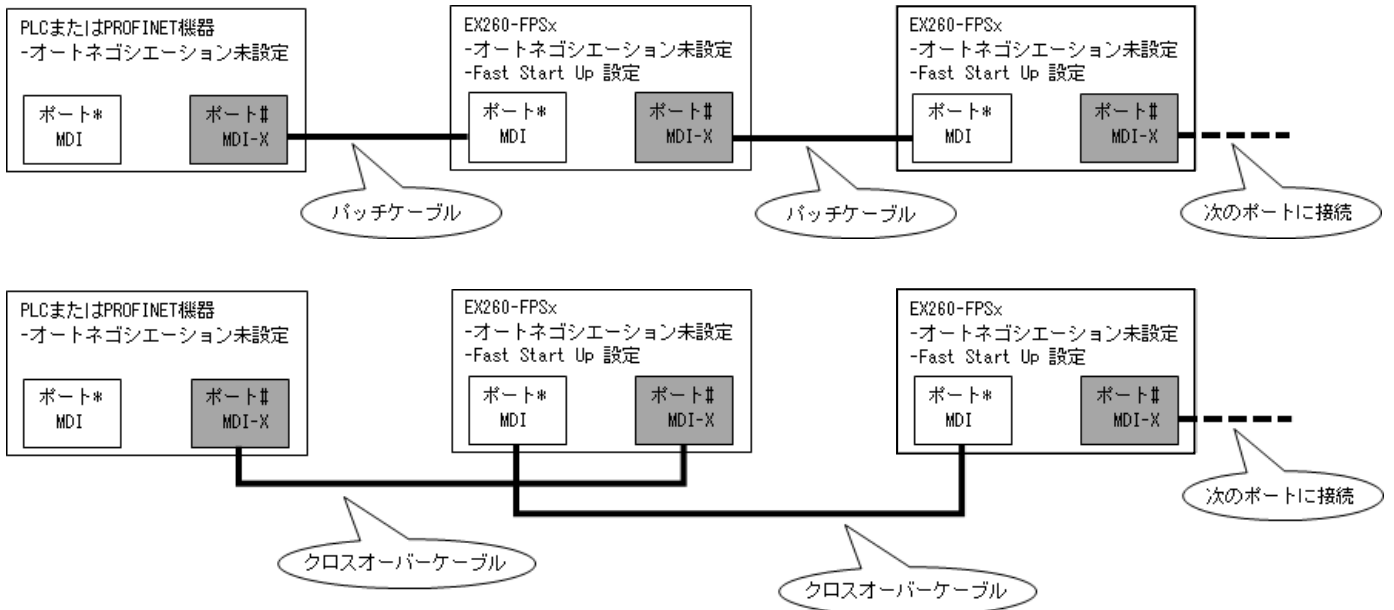 PLCまたはPROFINET機器
-オートネゴシエーション未設定
ポート*
MDI
ポート#
MDI-X
EX260-FPSx
-オートネゴシエーション未設定
-Fast Start Up 設定
ポート*
MDI
ポート#
MDI-X
EX260-FPSx
-オートネゴシエーション未設定
-Fast Start Up 設定
ポート*
MDI
ポート#
MDI-X
パッチケーブル
パッチケーブル
次のポートに接続
PLCまたはPROFINET機器
-オートネゴシエーション未設定
ポート*
MDI
ポート#
MDI-X
EX260-FPSx
-オートネゴシエーション未設定
-Fast Start Up 設定
ポート*
MDI
ポート#
MDI-X
EX260-FPSx
-オートネゴシエーション未設定
-Fast Start Up 設定
ポート*
MDI
ポート#
MDI-X
次のポートに接続
クロスオーバーケーブル
クロスオーバーケーブル